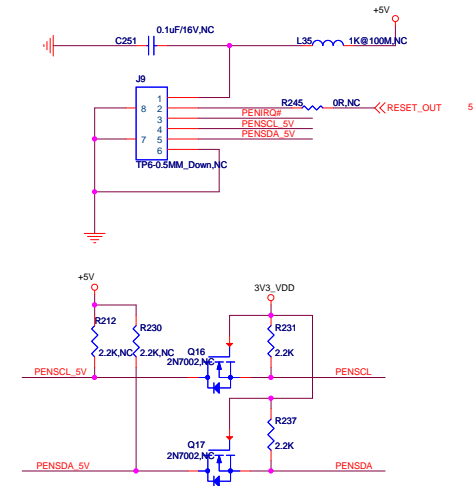 +5V
0.1uF/16V,NC
C251
L35
1K@100M,NC
J9
1
8
2
R245
0R,NC
RESET_OUT
5
3
PENIRQ#
4
PENSCL_5V
7
5
PENSDA_5V
6
TP6-0.5MM_Down,NC
+5V
3V3_VDD
R212
R230
R231
2.2K,NC
2.2K,NC
Q16
2N7002,NC
2.2K
PENSCL_5V
PENSCL
R237
Q17
2N7002,NC
2.2K
PENSDA_5V
PENSDA